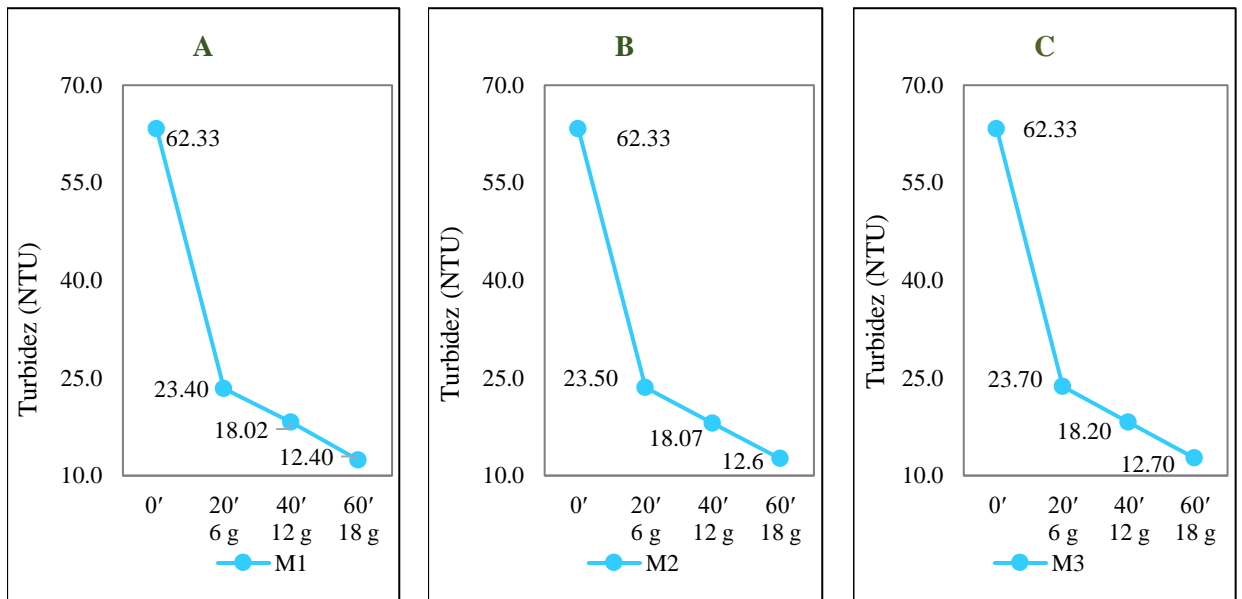 A
Turbidez (NTU)
70.0
55.0
40.0
25.0
10.0
62.33
23.40
18.02
12.40
0′ 20′ 40′ 60′
6 g 12 g 18 g
M1
B
Turbidez (NTU)
70.0
55.0
40.0
25.0
10.0
62.33
23.50
18.07
12.6
0′ 20′ 40′ 60′
6 g 12 g 18 g
M2
C
Turbidez (NTU)
70.0
55.0
40.0
25.0
10.0
62.33
23.70
18.20
12.70
0′ 20′ 40′ 60′
6 g 12 g 18 g
M3